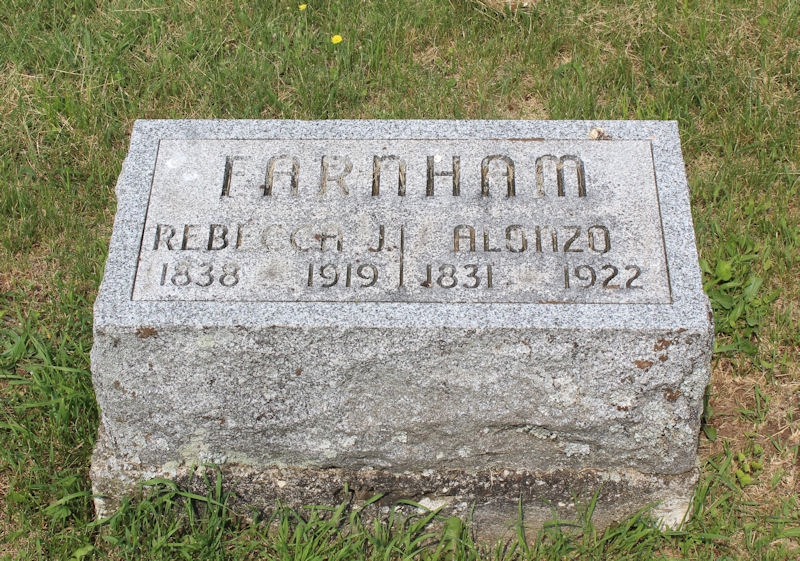 FARNHAM
REBECCA J. ALONZO
1838 1919 1831 1922